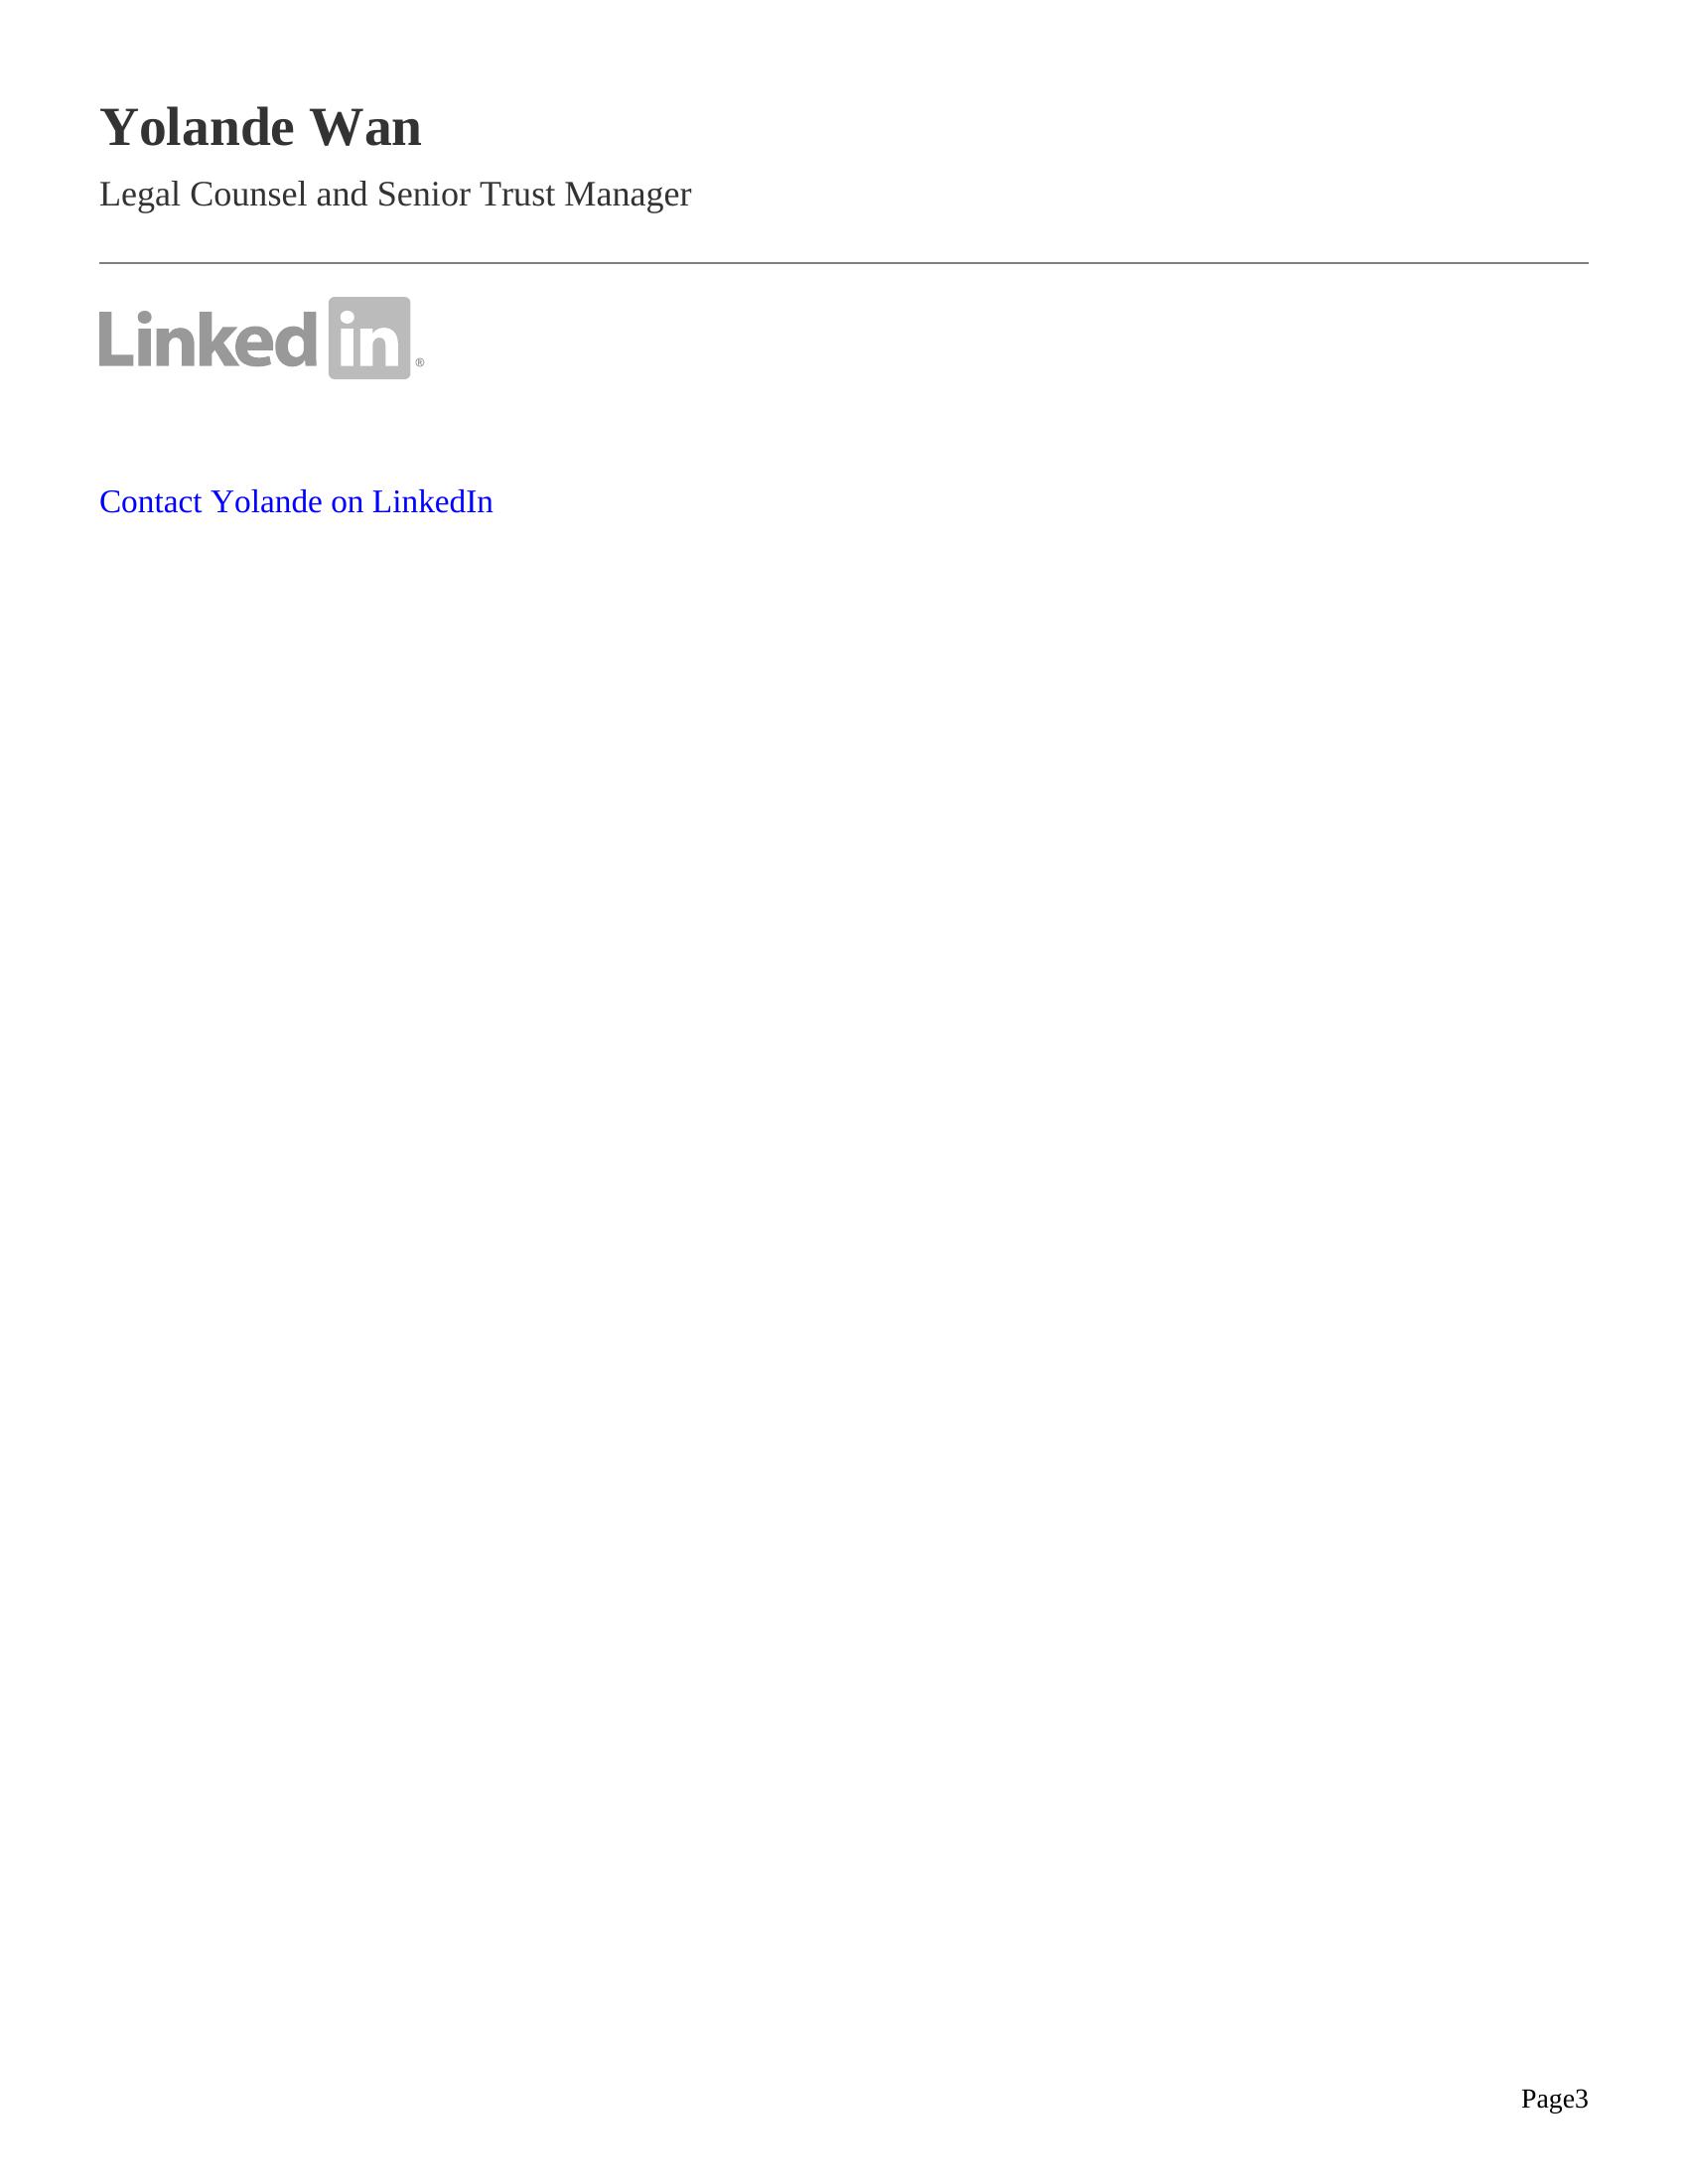 Yolande Wan
Legal Counsel and Senior Trust Manager
Linked in ®
Contact Yolande on LinkedIn
Page3